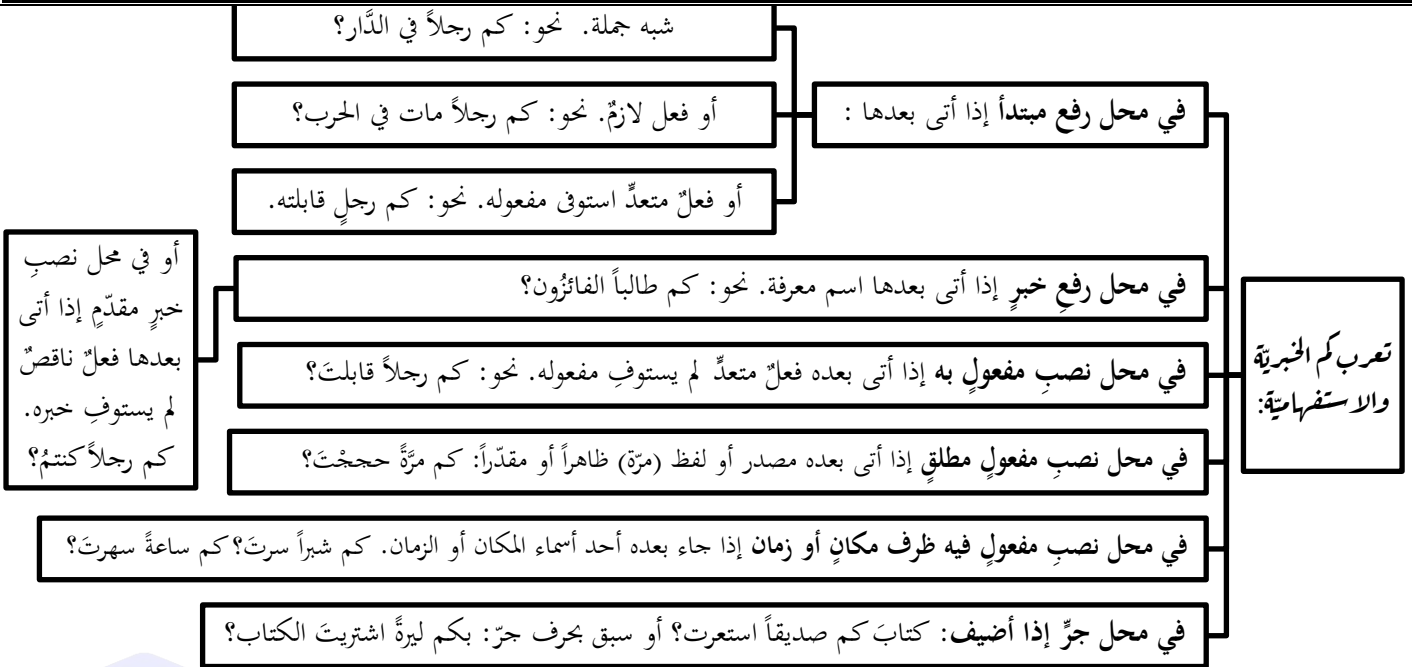 شبه جملة. نحو: كم رجلاً في الدَّار؟
في محل رفع مبتدأ إذا أتى بعدها :
أو فعل لازمٌ. نحو: كم رجلاً مات في الحرب؟
أو فعلٌ متعدٍّ استوفى مفعوله. نحو: كم رجلٍ قابلته.
تعرب كم الخبريّة
والاستفهاميّة:
في محل رفعِ خبرٍ إذا أتى بعدها اسم معرفة. نحو: كم طالباً الفائزُون؟
أو في محل نصبِ
خبرٍ مقدّمٍ إذا أتى
بعدها فعلٌ ناقصٌ
لم يستوفِ خبره.
كم رجلاً كنتمُ؟
في محل نصبِ مفعولٍ به إذا أتى بعده فعلٌ متعدٍّ لم يستوفِ مفعوله. نحو: كم رجلاً قابلتَ؟
في محل نصبِ مفعولٍ مطلقٍ إذا أتى بعده مصدر أو لفظ (مرّة) ظاهراً أو مقدّراً: كم مرَّةً حججْتَ؟
في محل نصبِ مفعولٍ فيه ظرف مكانٍ أو زمان إذا جاء بعده أحد أسماء المكان أو الزمان. كم شبراً سرتَ؟ كم ساعةً سهرتَ؟
في محل جرٍّ إذا أضيف: كتابَ كم صديقاً استعرت؟ أو سبق بحرف جرّ: بكم ليرةً اشتريتَ الكتاب؟